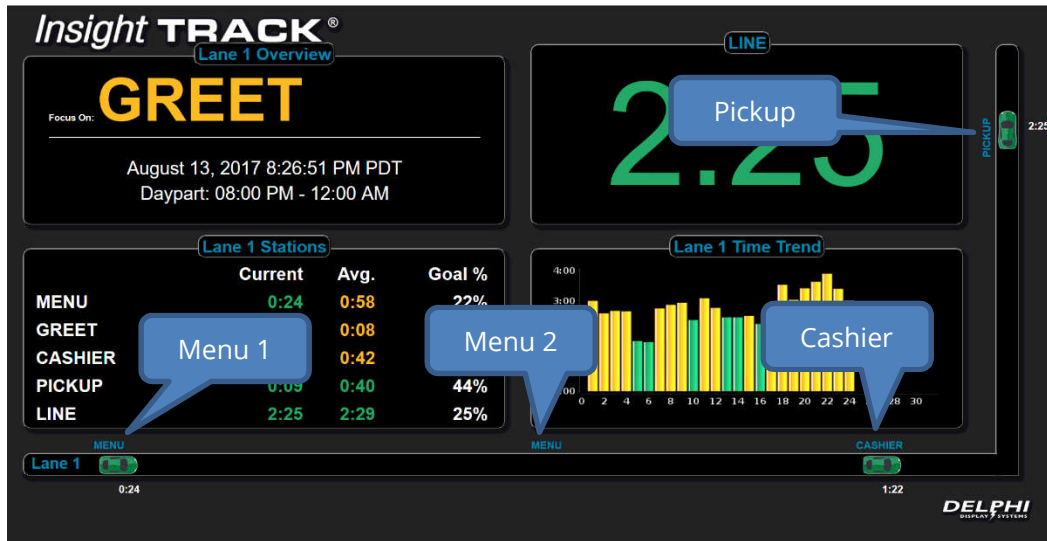 Insight TRACK®
Lane 1 Overview
Focus On: GREET
August 13, 2017 8:26:51 PM PDT
Daypart: 08:00 PM - 12:00 AM
LINE
2.25
Pickup
PICKUP
2:25
Lane 1 Stations
Current Avg. Goal %
MENU 0:24 0:58 22%
GREET 0:08
CASHIER 0:42
PICKUP 0:09 0:40 44%
LINE 2:25 2:29 25%
Menu 1
Menu 2
Lane 1 Time Trend
4:00
3:00
0 2 4 6 8 10 12 14 16 18 20 22 24 28 30
Cashier
MENU
MENU
CASHIER
Lane 1
0:24
1:22
DELPHI
DISPLAY SYSTEMS